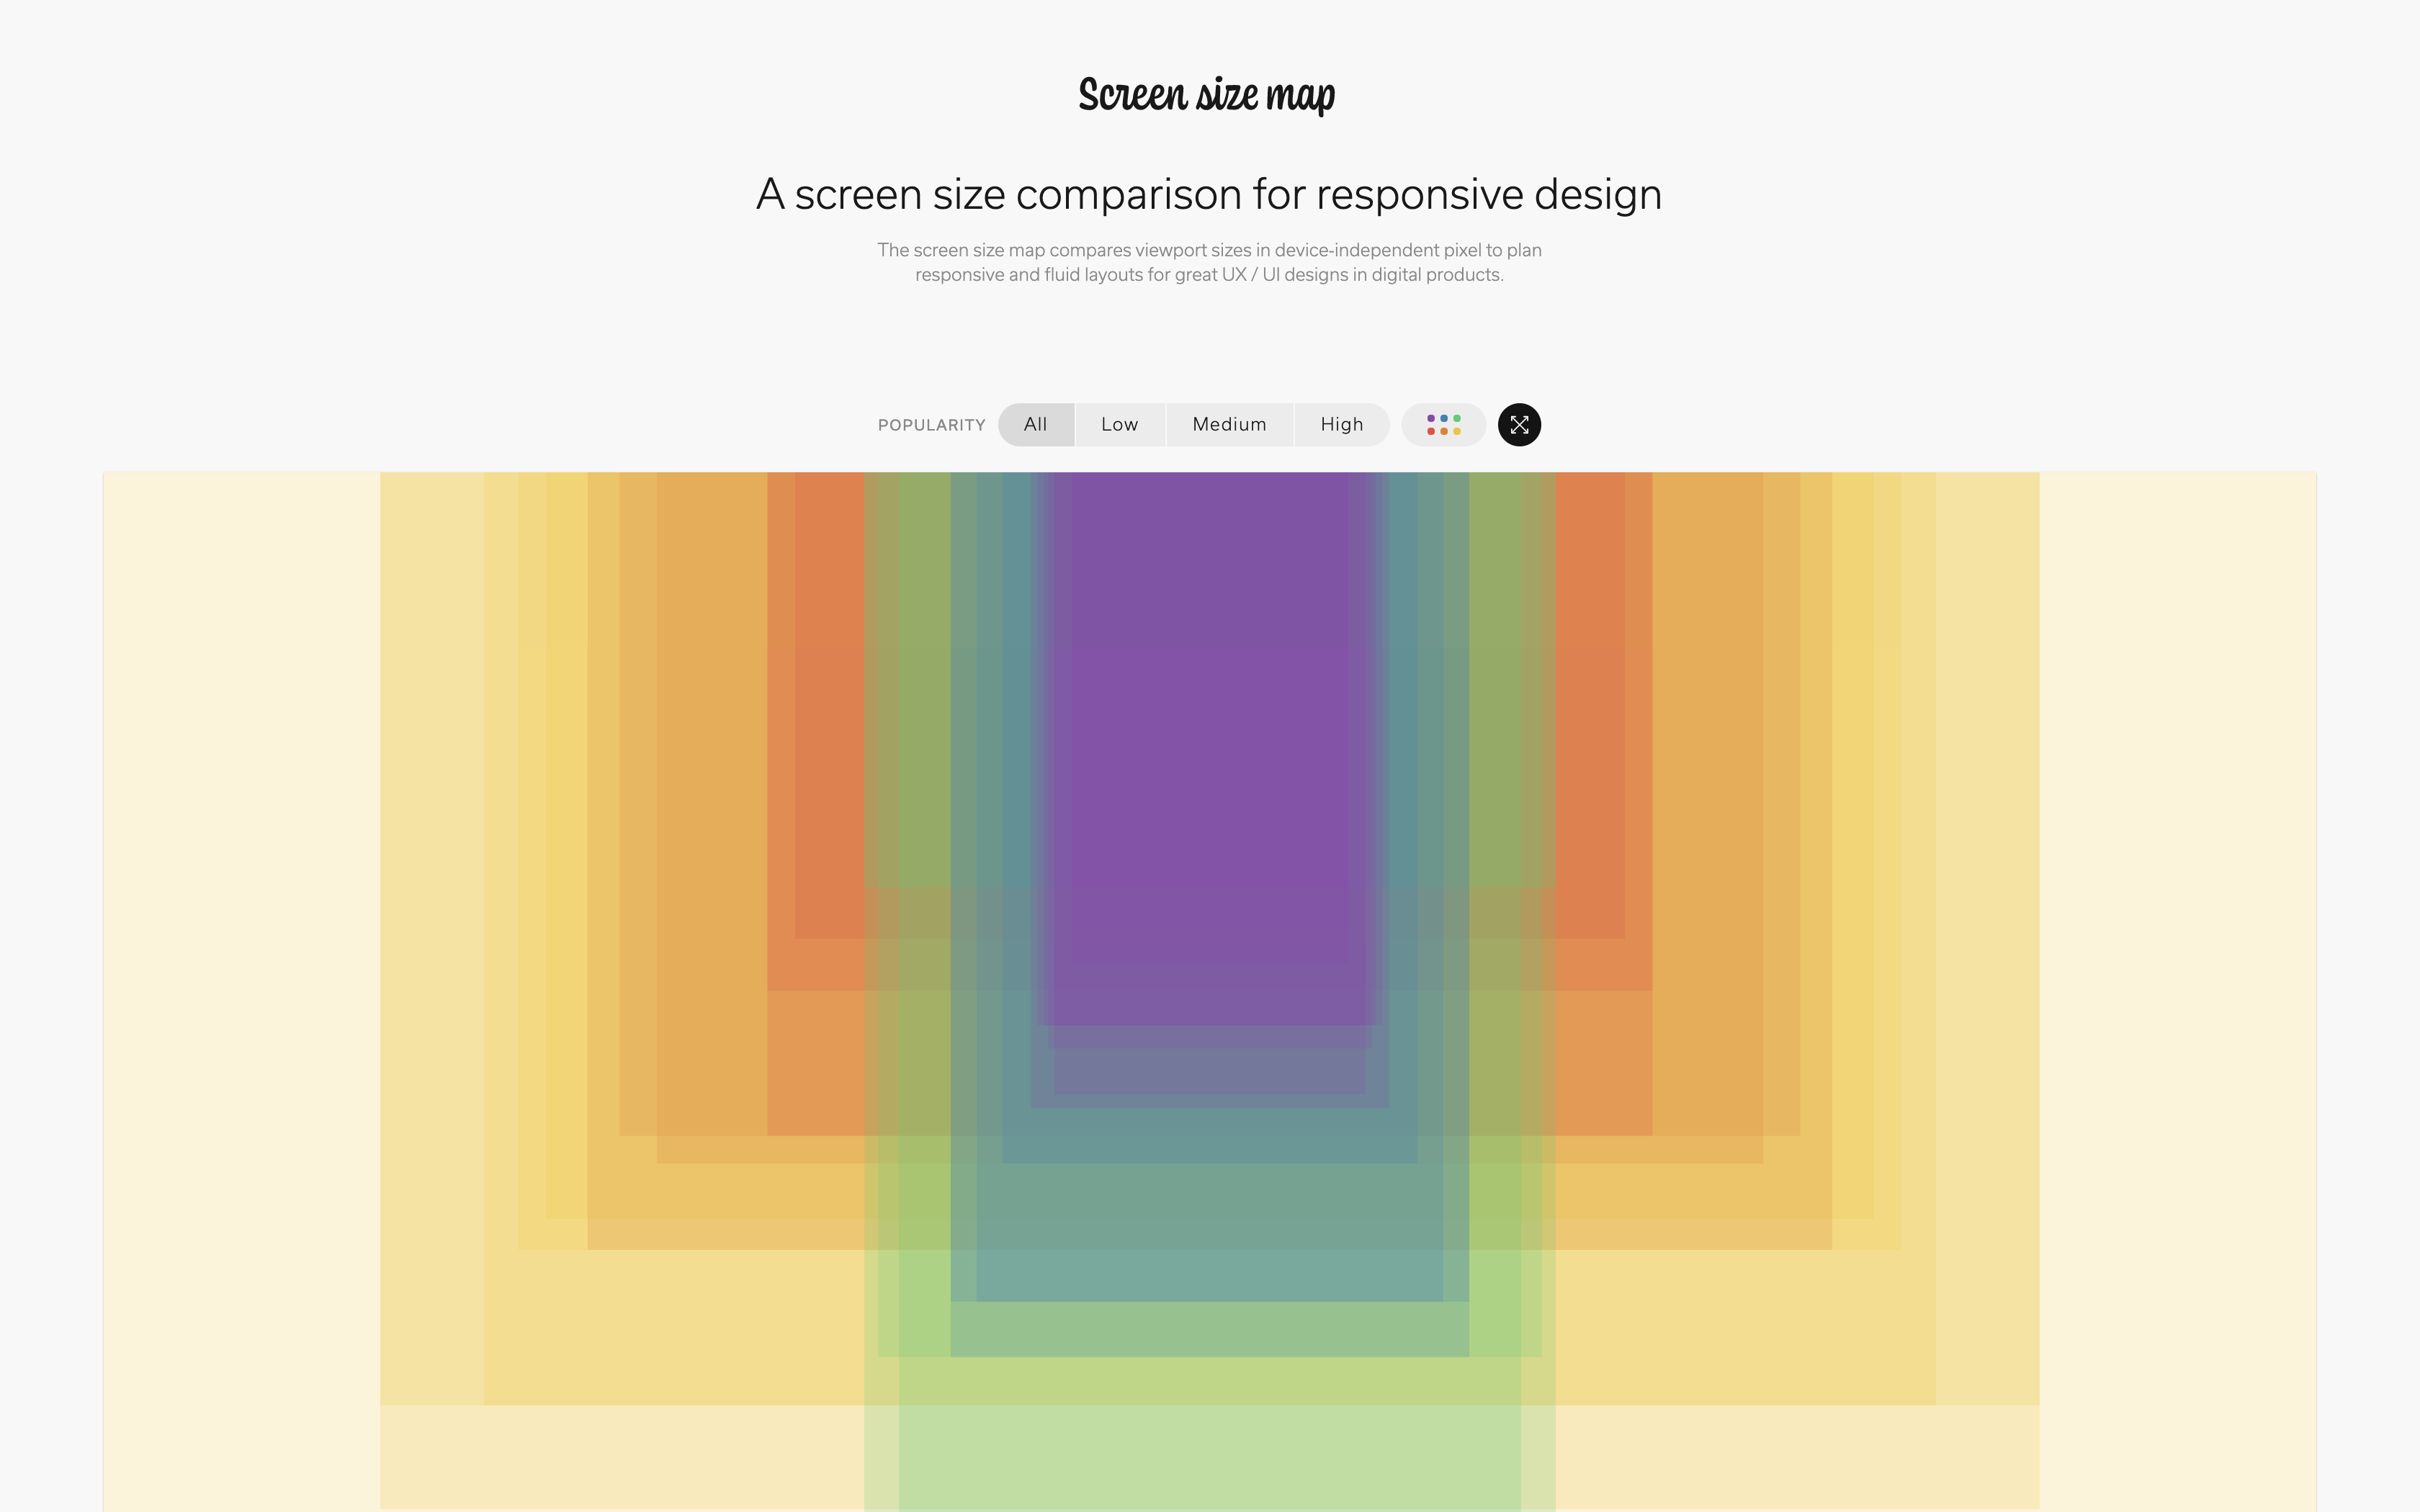 Screen size map
A screen size comparison for responsive design
The screen size map compares viewport sizes in device-independent pixel to plan
responsive and fluid layouts for great UX / UI designs in digital products.
POPULARITY All Low Medium High